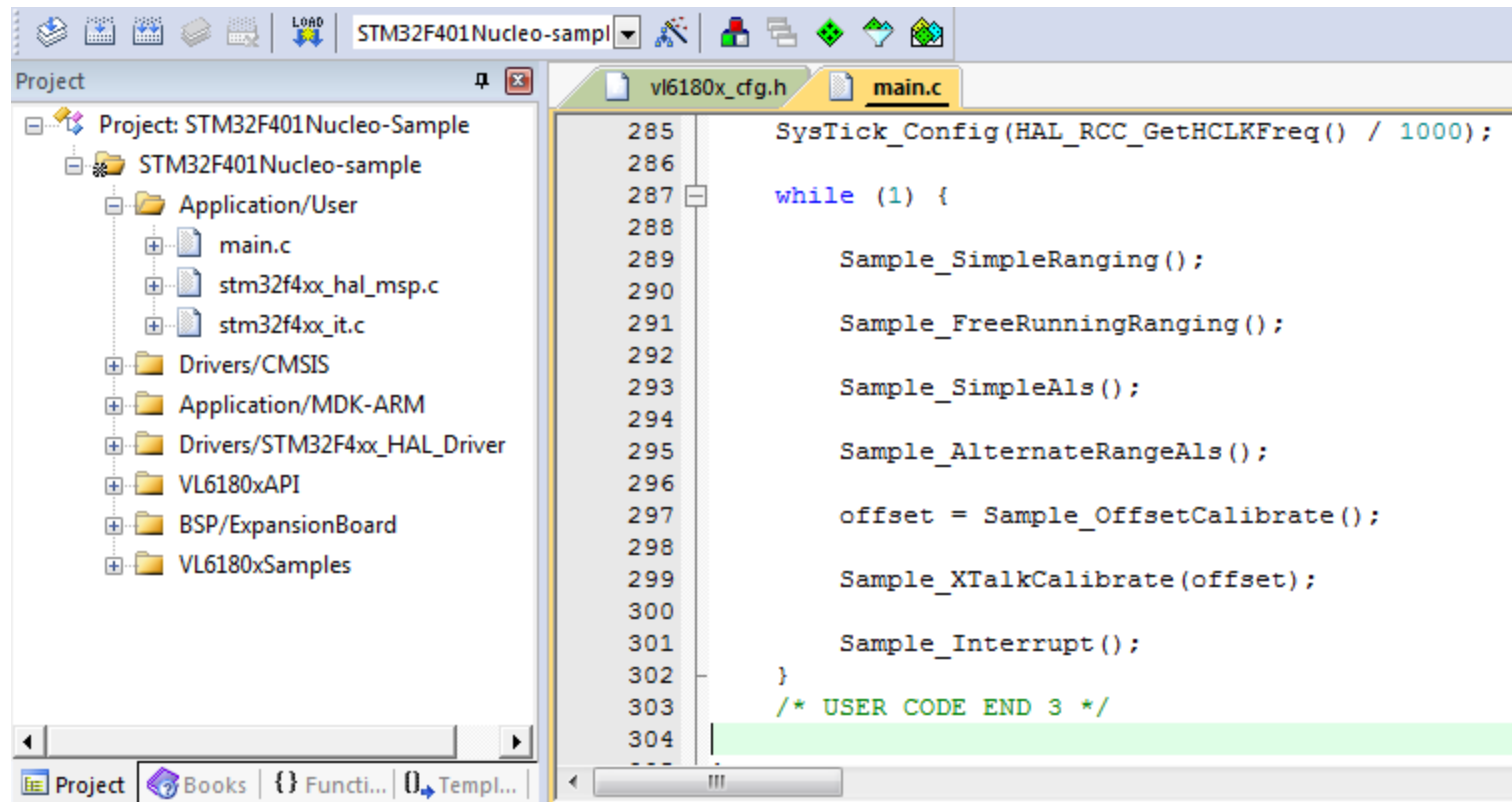 LOAD
STM32F401Nucleo-sampl
Project
Project: STM32F401Nucleo-Sample
STM32F401Nucleo-sample
Application/User
main.c
stm32f4xx_hal_msp.c
stm32f4xx_it.c
Drivers/CMSIS
Application/MDK-ARM
Drivers/STM32F4xx_HAL_Driver
VL6180xAPI
BSP/ExpansionBoard
VL6180xSamples
Project
Books
{} Functi...
Templ...
vl6180x_cfg.h
main.c
285 SysTick_Config(HAL_RCC_GetHCLKFreq() / 1000);
286
287 while (1) {
288
289 Sample_SimpleRanging();
290
291 Sample_FreeRunningRanging();
292
293 Sample_SimpleAls();
294
295 Sample_AlternateRangeAls();
296
297 offset = Sample_OffsetCalibrate();
298
299 Sample_XTalkCalibrate(offset);
300
301 Sample_Interrupt();
302 }
303 /* USER CODE END 3 */
304